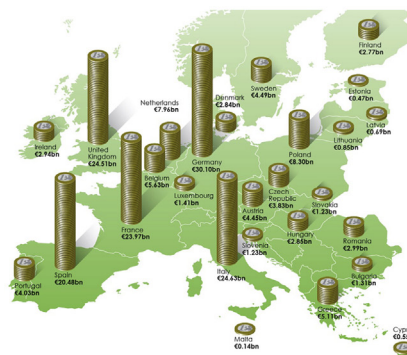 Finland
€2.77bn
Sweden
€4.49bn
Estonia
€0.47bn
Netherlands
€7.96bn
Denmark
€2.84bn
Latvia
€0.69bn
Lithuania
€0.85bn
Ireland
€2.94bn
United
Kingdom
€24.51bn
Germany
€30.10bn
Poland
€8.30bn
Belgium
€5.63bn
Luxembourg
€1.41bn
Czech
Republic
€3.83bn
Slovakia
€1.23bn
Austria
€4.45bn
France
€23.97bn
Hungary
€2.85bn
Slovenia
€1.23bn
Romania
€2.99bn
Italy
€24.63bn
Spain
€20.48bn
Bulgaria
€1.31bn
Portugal
€4.03bn
Greece
€5.11bn
Malta
€0.14bn
Cyp
€0.5